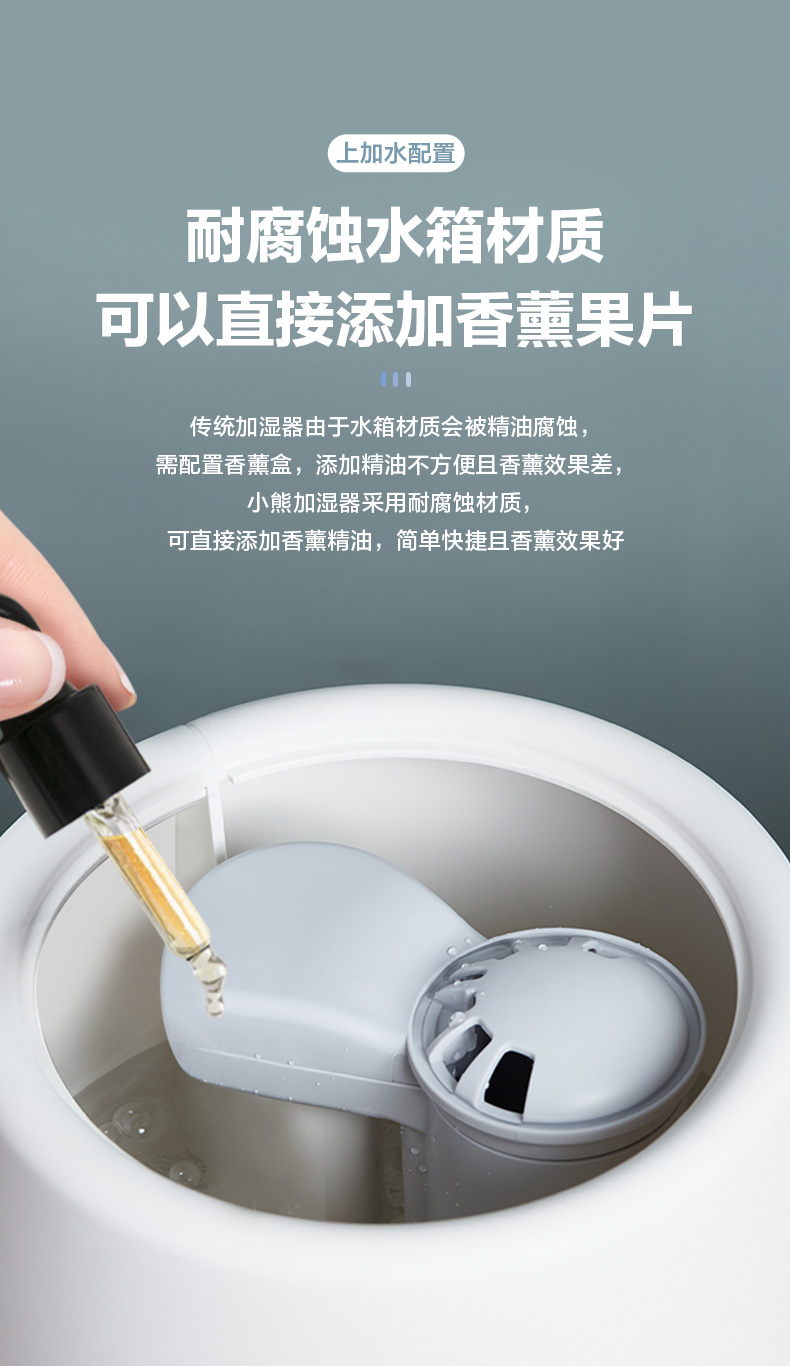 上加水配置
耐腐蚀水箱材质
可以直接添加香薰果片
传统加湿器由于水箱材质会被精油腐蚀，
需配置香薰盒，添加精油不方便且香薰效果差，
小熊加湿器采用耐腐蚀材质，
可直接添加香薰精油，简单快捷且香薰效果好